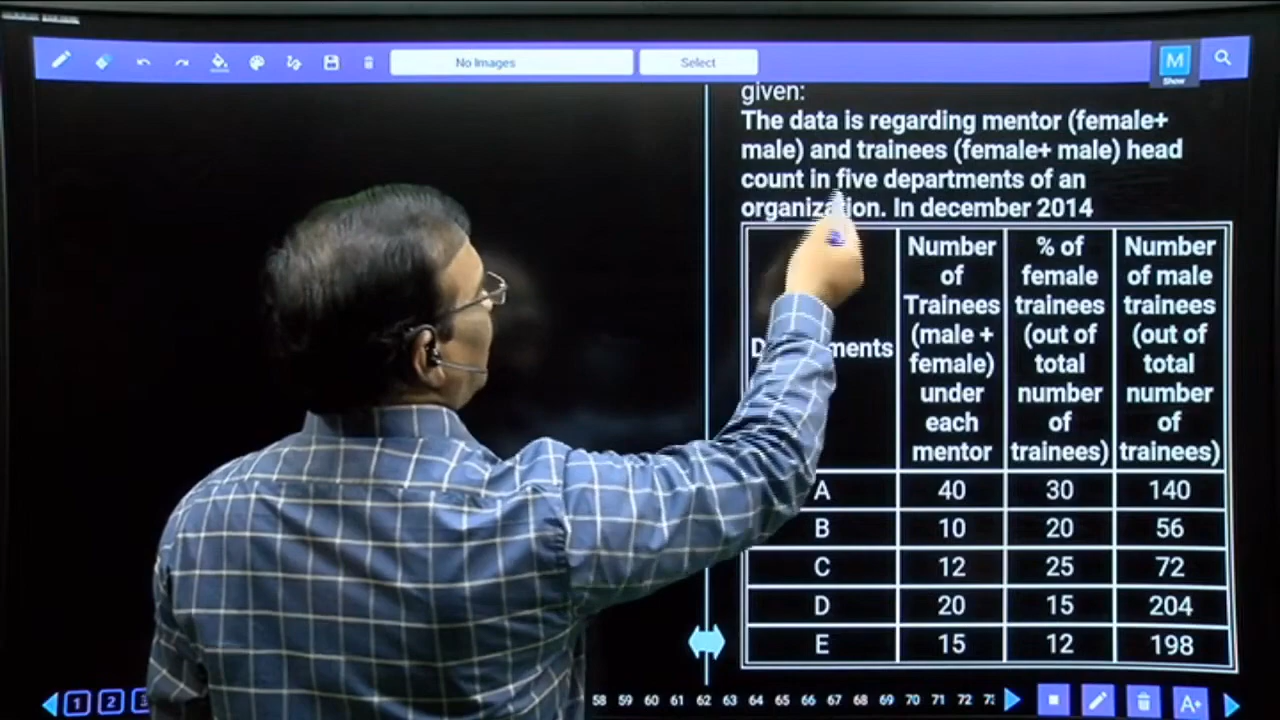 No Images
Select
M
Show
given:
The data is regarding mentor (female+
male) and trainees (female+ male) head
count in five departments of an
organization. In december 2014
Number of Trainees (male + female) under each mentor
% of female trainees (out of total number of trainees)
Number of male trainees (out of total number of trainees)
A 40 30 140
B 10 20 56
C 12 25 72
D 20 15 204
E 15 12 198
1 2 3 58 59 60 61 62 63 64 65 66 67 68 69 70 71 72
A+